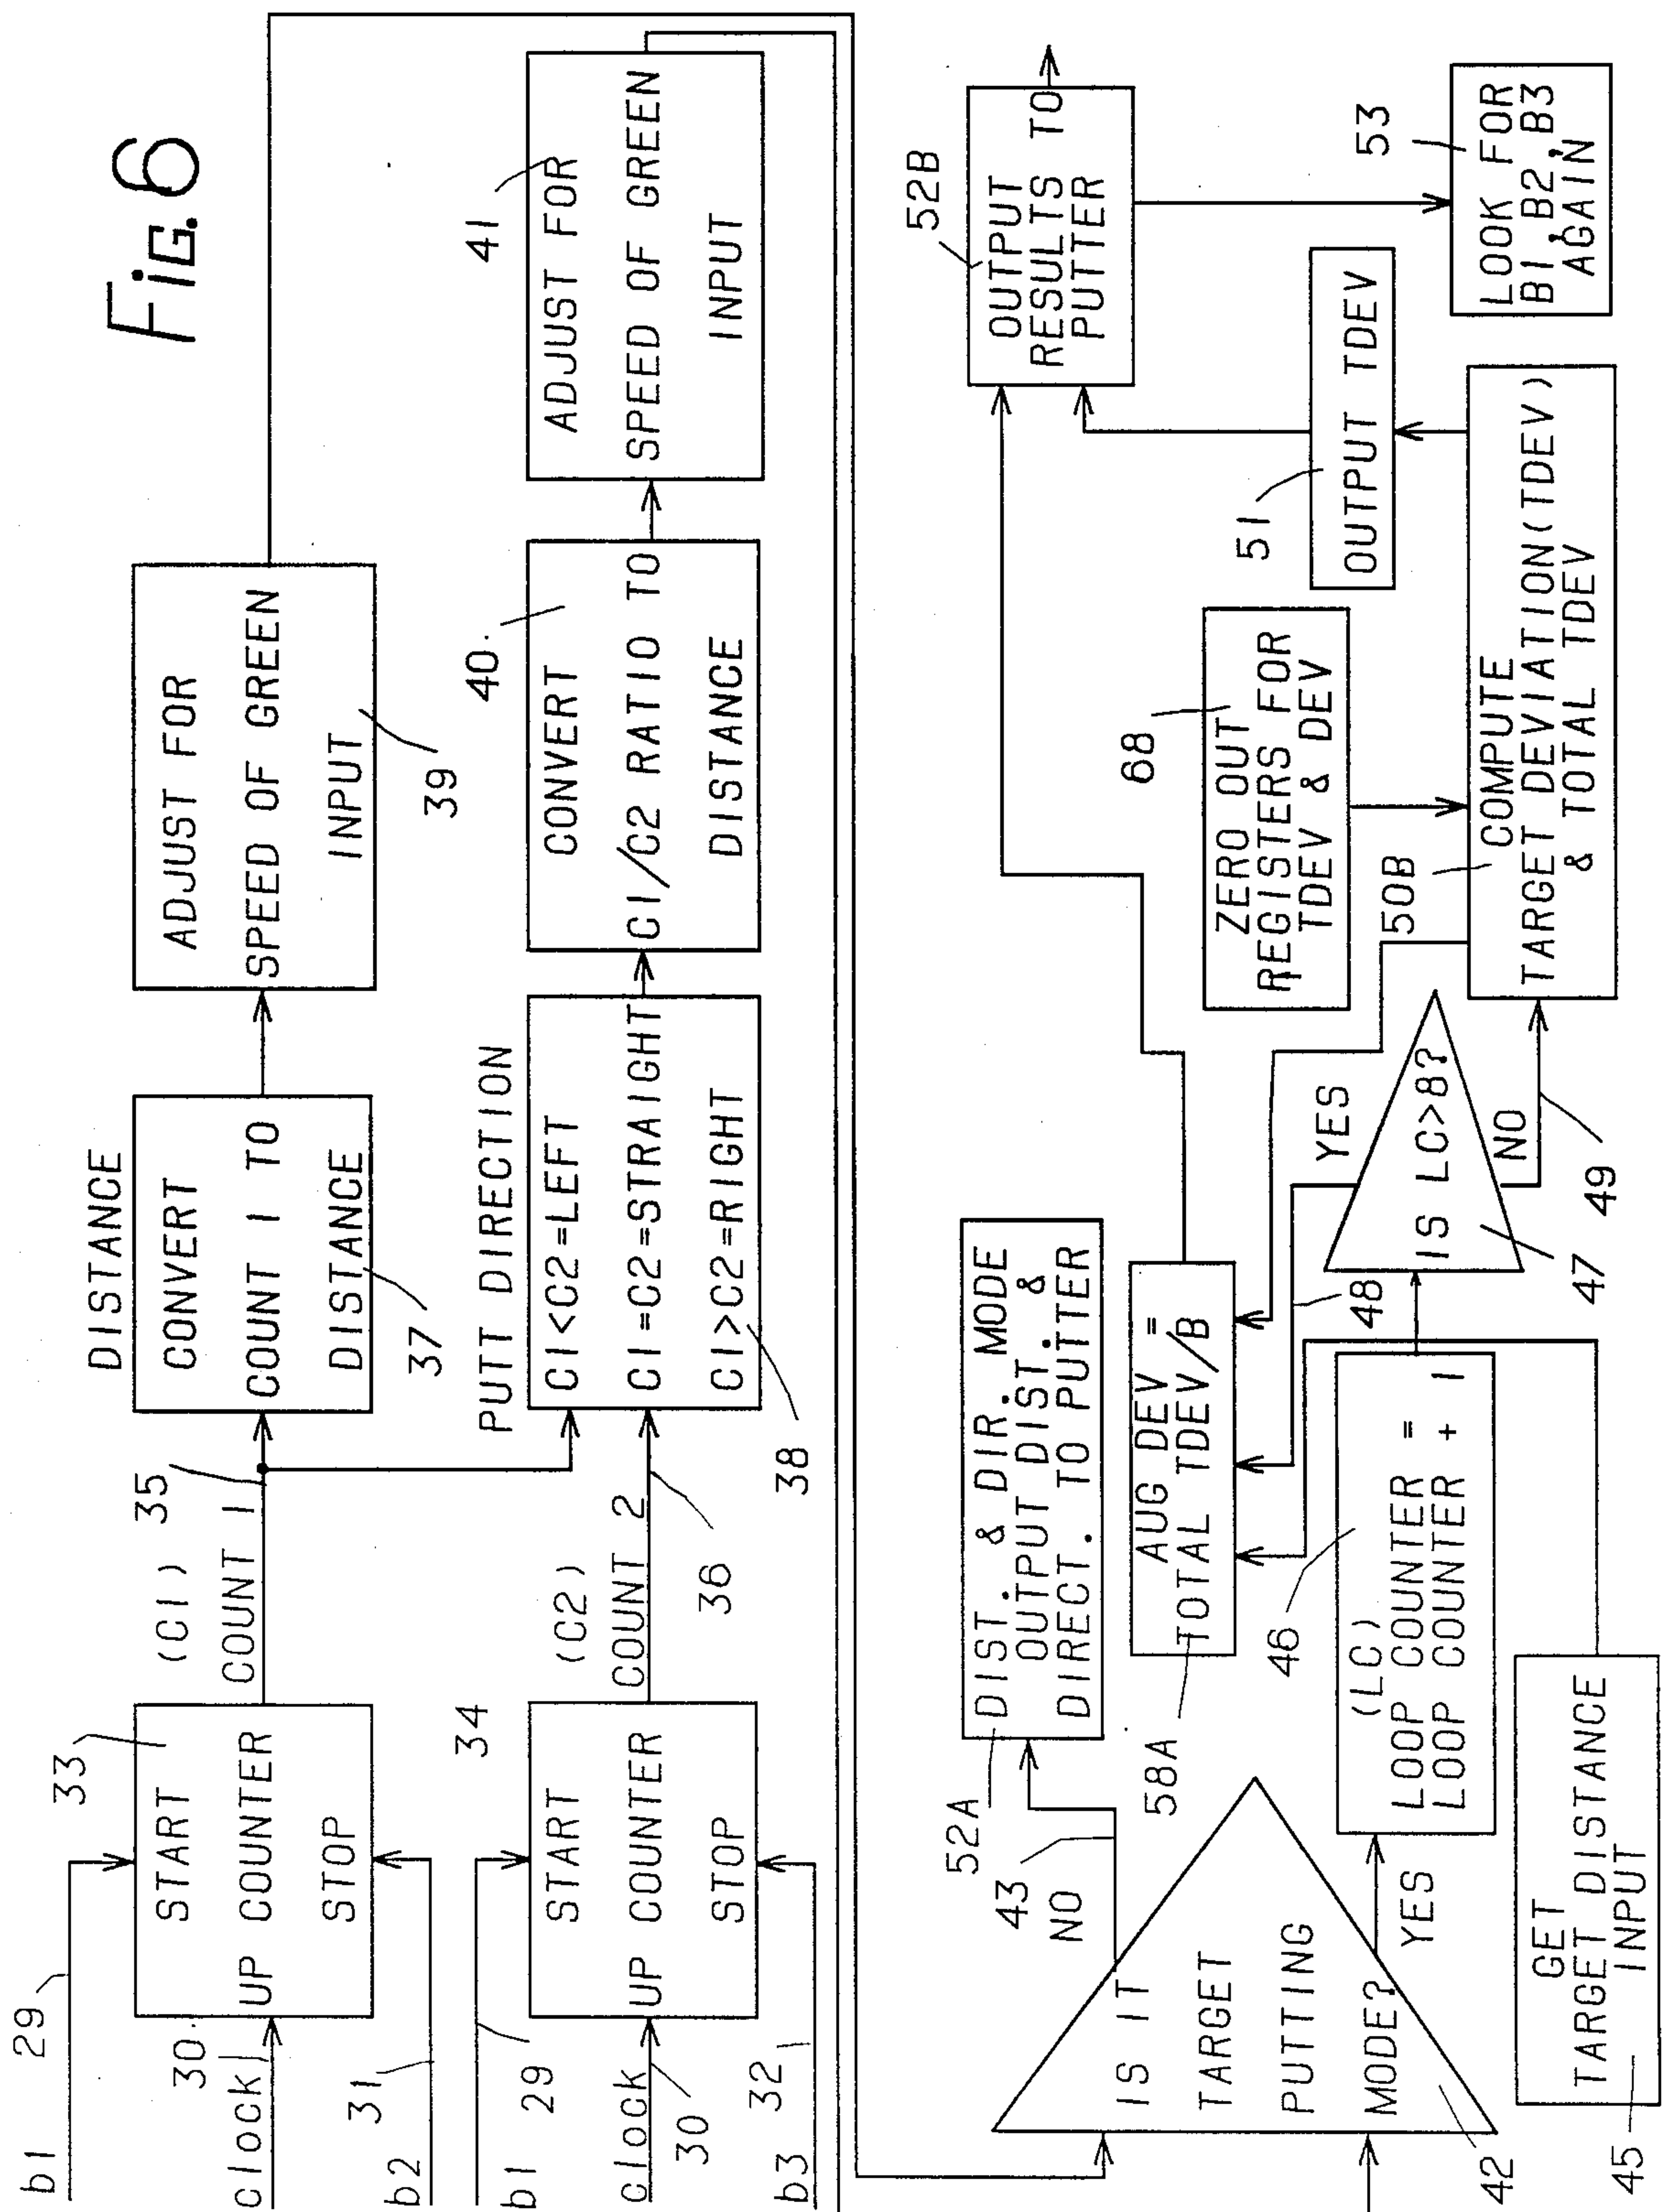 Fig. 6
b1
29
clock
30
b2
31
33
START
UP COUNTER
STOP
(C1)
COUNT 1
35
DISTANCE
CONVERT
COUNT 1 TO
DISTANCE
37
ADJUST FOR
SPEED OF GREEN
INPUT
39
b1
29
clock
30
b3
32
34
START
UP COUNTER
STOP
(C2)
COUNT 2
36
PUTT DIRECTION
C1<C2=LEFT
C1=C2=STRAIGHT
C1>C2=RIGHT
38
40
CONVERT
C1/C2 RATIO TO
DISTANCE
41
ADJUST FOR
SPEED OF GREEN
INPUT
IS IT
TARGET
PUTTING
MODE?
42
43
NO
YES
52A
DIST. & DIR. MODE
OUTPUT DIST. &
DIRECT. TO PUTTER
58A
AUG DEV =
TOTAL TDEV/B
46
(LC)
LOOP COUNTER =
LOOP COUNTER + 1
GET
TARGET DISTANCE
INPUT
45
48
YES
IS LC>8?
NO
47
49
68
ZERO OUT
REGISTERS FOR
TDEV & DEV
50B
COMPUTE
TARGET DEVIATION(TDEV)
& TOTAL TDEV
51
OUTPUT TDEV
52B
OUTPUT
RESULTS TO
PUTTER
53
LOOK FOR
B1,B2,B3
AGAIN